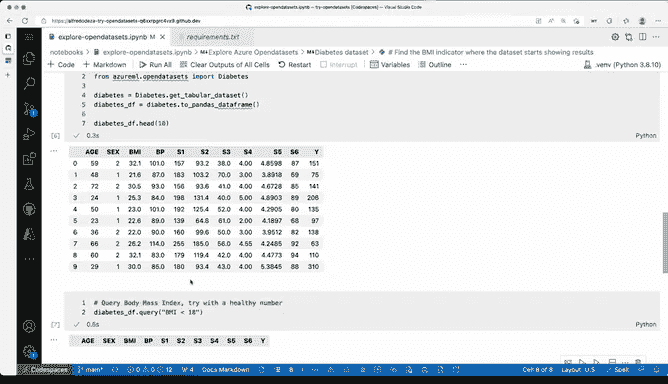 explore-opendatasets.ipynb — try-opendatasets [Codespaces] — Visual Studio Code
explore-opendatasets.ipynb M
requirements.txt
notebooks > explore-opendatasets.ipynb > Explore Azure Opendatasets > Diabetes dataset > # Find the BMI indicator where the dataset starts showing results
+ Code + Markdown Run All Clear Outputs of All Cells Restart Interrupt Variables Outline ... .venv (Python 3.8.10)
2 from azureml.opendatasets import Diabetes
3
4 diabetes = Diabetes.get_tabular_dataset()
5 diabetes_df = diabetes.to_pandas_dataframe()
6
7 diabetes_df.head(10)
[6] 0.3s Python
AGE SEX BMI BP S1 S2 S3 S4 S5 S6 Y
0 59 2 32.1 101.0 157 93.2 38.0 4.00 4.8598 87 151
1 48 1 21.6 87.0 183 103.2 70.0 3.00 3.8918 69 75
2 72 2 30.5 93.0 156 93.6 41.0 4.00 4.6728 85 141
3 24 1 25.3 84.0 198 131.4 40.0 5.00 4.8903 89 206
4 50 1 23.0 101.0 192 125.4 52.0 4.00 4.2905 80 135
5 23 1 22.6 89.0 139 64.8 61.0 2.00 4.1897 68 97
6 36 2 22.0 90.0 160 99.6 50.0 3.00 3.9512 82 138
7 66 2 26.2 114.0 255 185.0 56.0 4.55 4.2485 92 63
8 60 2 32.1 83.0 179 119.4 42.0 4.00 4.4773 94 110
9 29 1 30.0 85.0 180 93.4 43.0 4.00 5.3845 88 310
1 # Query Body Mass Index, try with a healthy number
2 diabetes_df.query("BMI < 18")
[7] 0.6s Python
AGE SEX BMI BP S1 S2 S3 S4 S5 S6 Y
Codespaces main* 0 0 12 Docs Markdown Cell 8 of 8 Layout: U.S. Spell